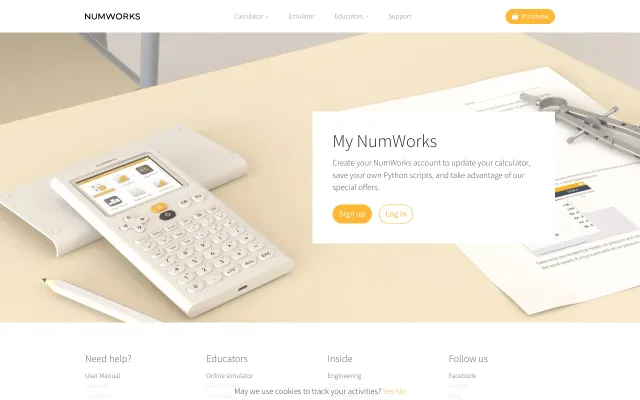 NUMWORKS
Calculator
Emulator
Educators
Support
Purchase
My NumWorks
Create your NumWorks account to update your calculator,
save your own Python scripts, and take advantage of our
special offers.
Sign up
Log in
Need help?
User Manual
Educators
Online simulator
Inside
Engineering
Follow us
Facebook
May we use cookies to track your activities? Yes No